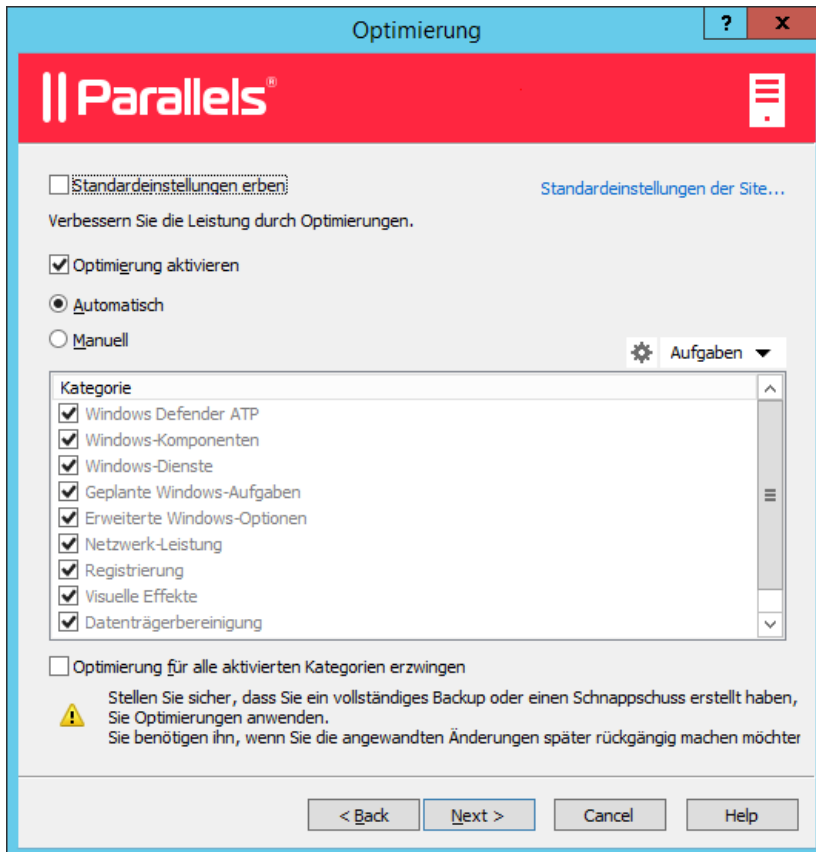 Optimierung
? x
|| Parallels®
Standardeinstellungen erben
Standardeinstellungen der Site...
Verbessern Sie die Leistung durch Optimierungen.
Optimierung aktivieren
Automatisch
Manuell
Aufgaben
Kategorie
Windows Defender ATP
Windows-Komponenten
Windows-Dienste
Geplante Windows-Aufgaben
Erweiterte Windows-Optionen
Netzwerk-Leistung
Registrierung
Visuelle Effekte
Datenträgerbereinigung
Optimierung für alle aktivierten Kategorien erzwingen
Stellen Sie sicher, dass Sie ein vollständiges Backup oder einen Schnappschuss erstellt haben,
Sie Optimierungen anwenden.
Sie benötigen ihn, wenn Sie die angewandten Änderungen später rückgängig machen möchter
< Back
Next >
Cancel
Help